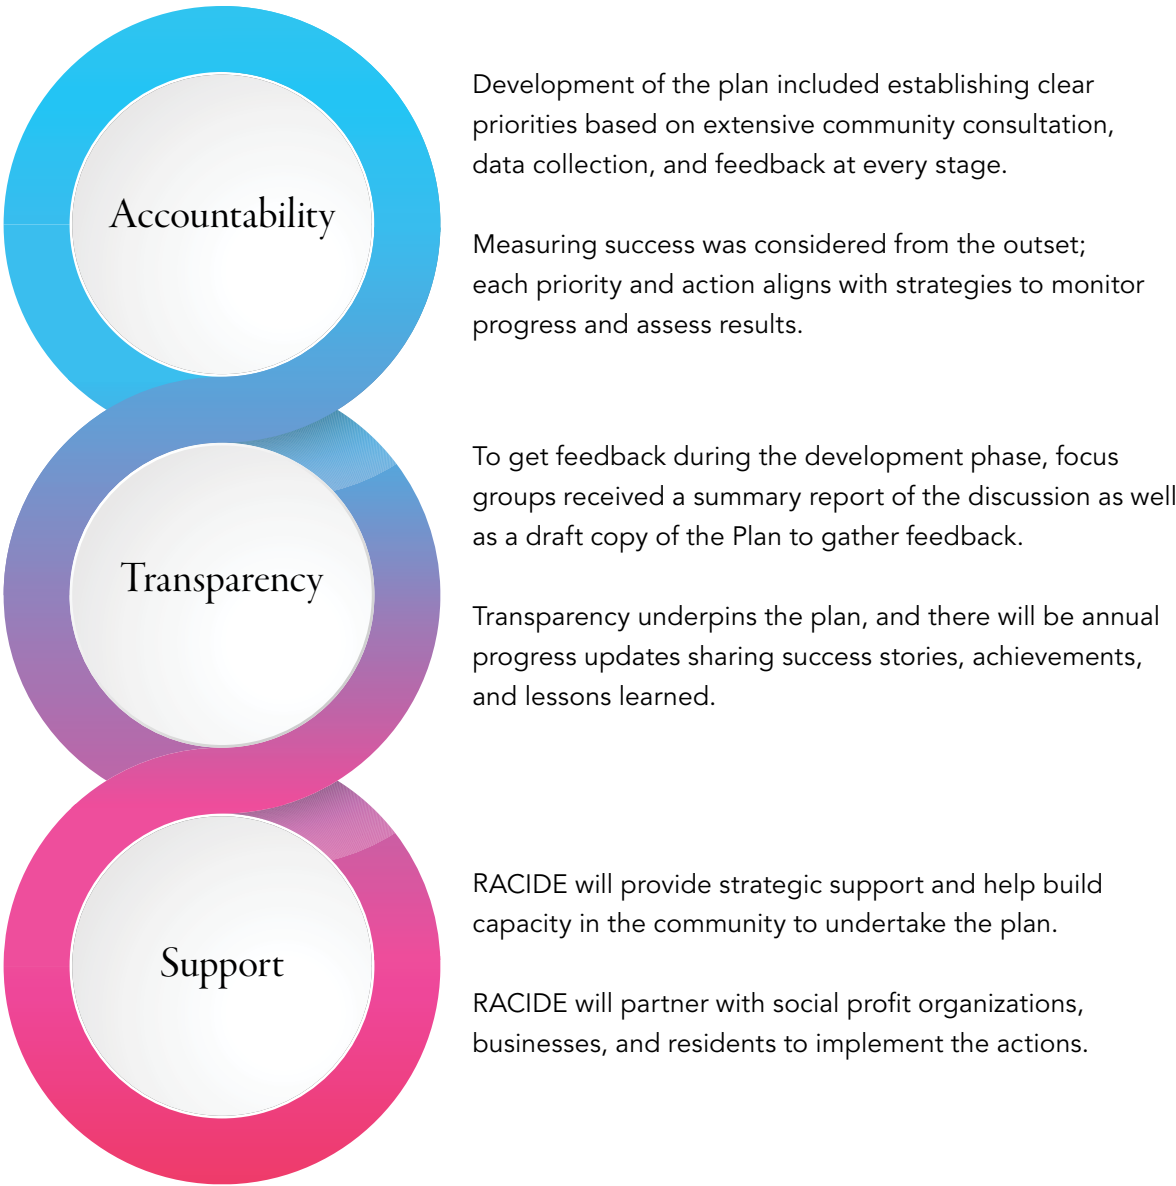 Accountability
Development of the plan included establishing clear
priorities based on extensive community consultation,
data collection, and feedback at every stage.
Measuring success was considered from the outset;
each priority and action aligns with strategies to monitor
progress and assess results.
Transparency
To get feedback during the development phase, focus
groups received a summary report of the discussion as well
as a draft copy of the Plan to gather feedback.
Transparency underpins the plan, and there will be annual
progress updates sharing success stories, achievements,
and lessons learned.
Support
RACIDE will provide strategic support and help build
capacity in the community to undertake the plan.
RACIDE will partner with social profit organizations,
businesses, and residents to implement the actions.